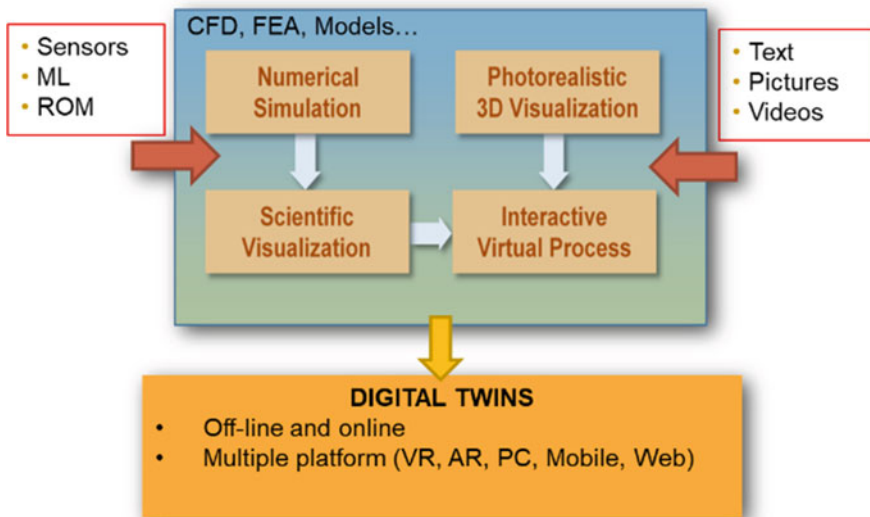 CFD, FEA, Models…
• Sensors
• ML
• ROM
Numerical
Simulation
Photorealistic
3D Visualization
• Text
• Pictures
• Videos
Scientific
Visualization
Interactive
Virtual Process
DIGITAL TWINS
• Off-line and online
• Multiple platform (VR, AR, PC, Mobile, Web)